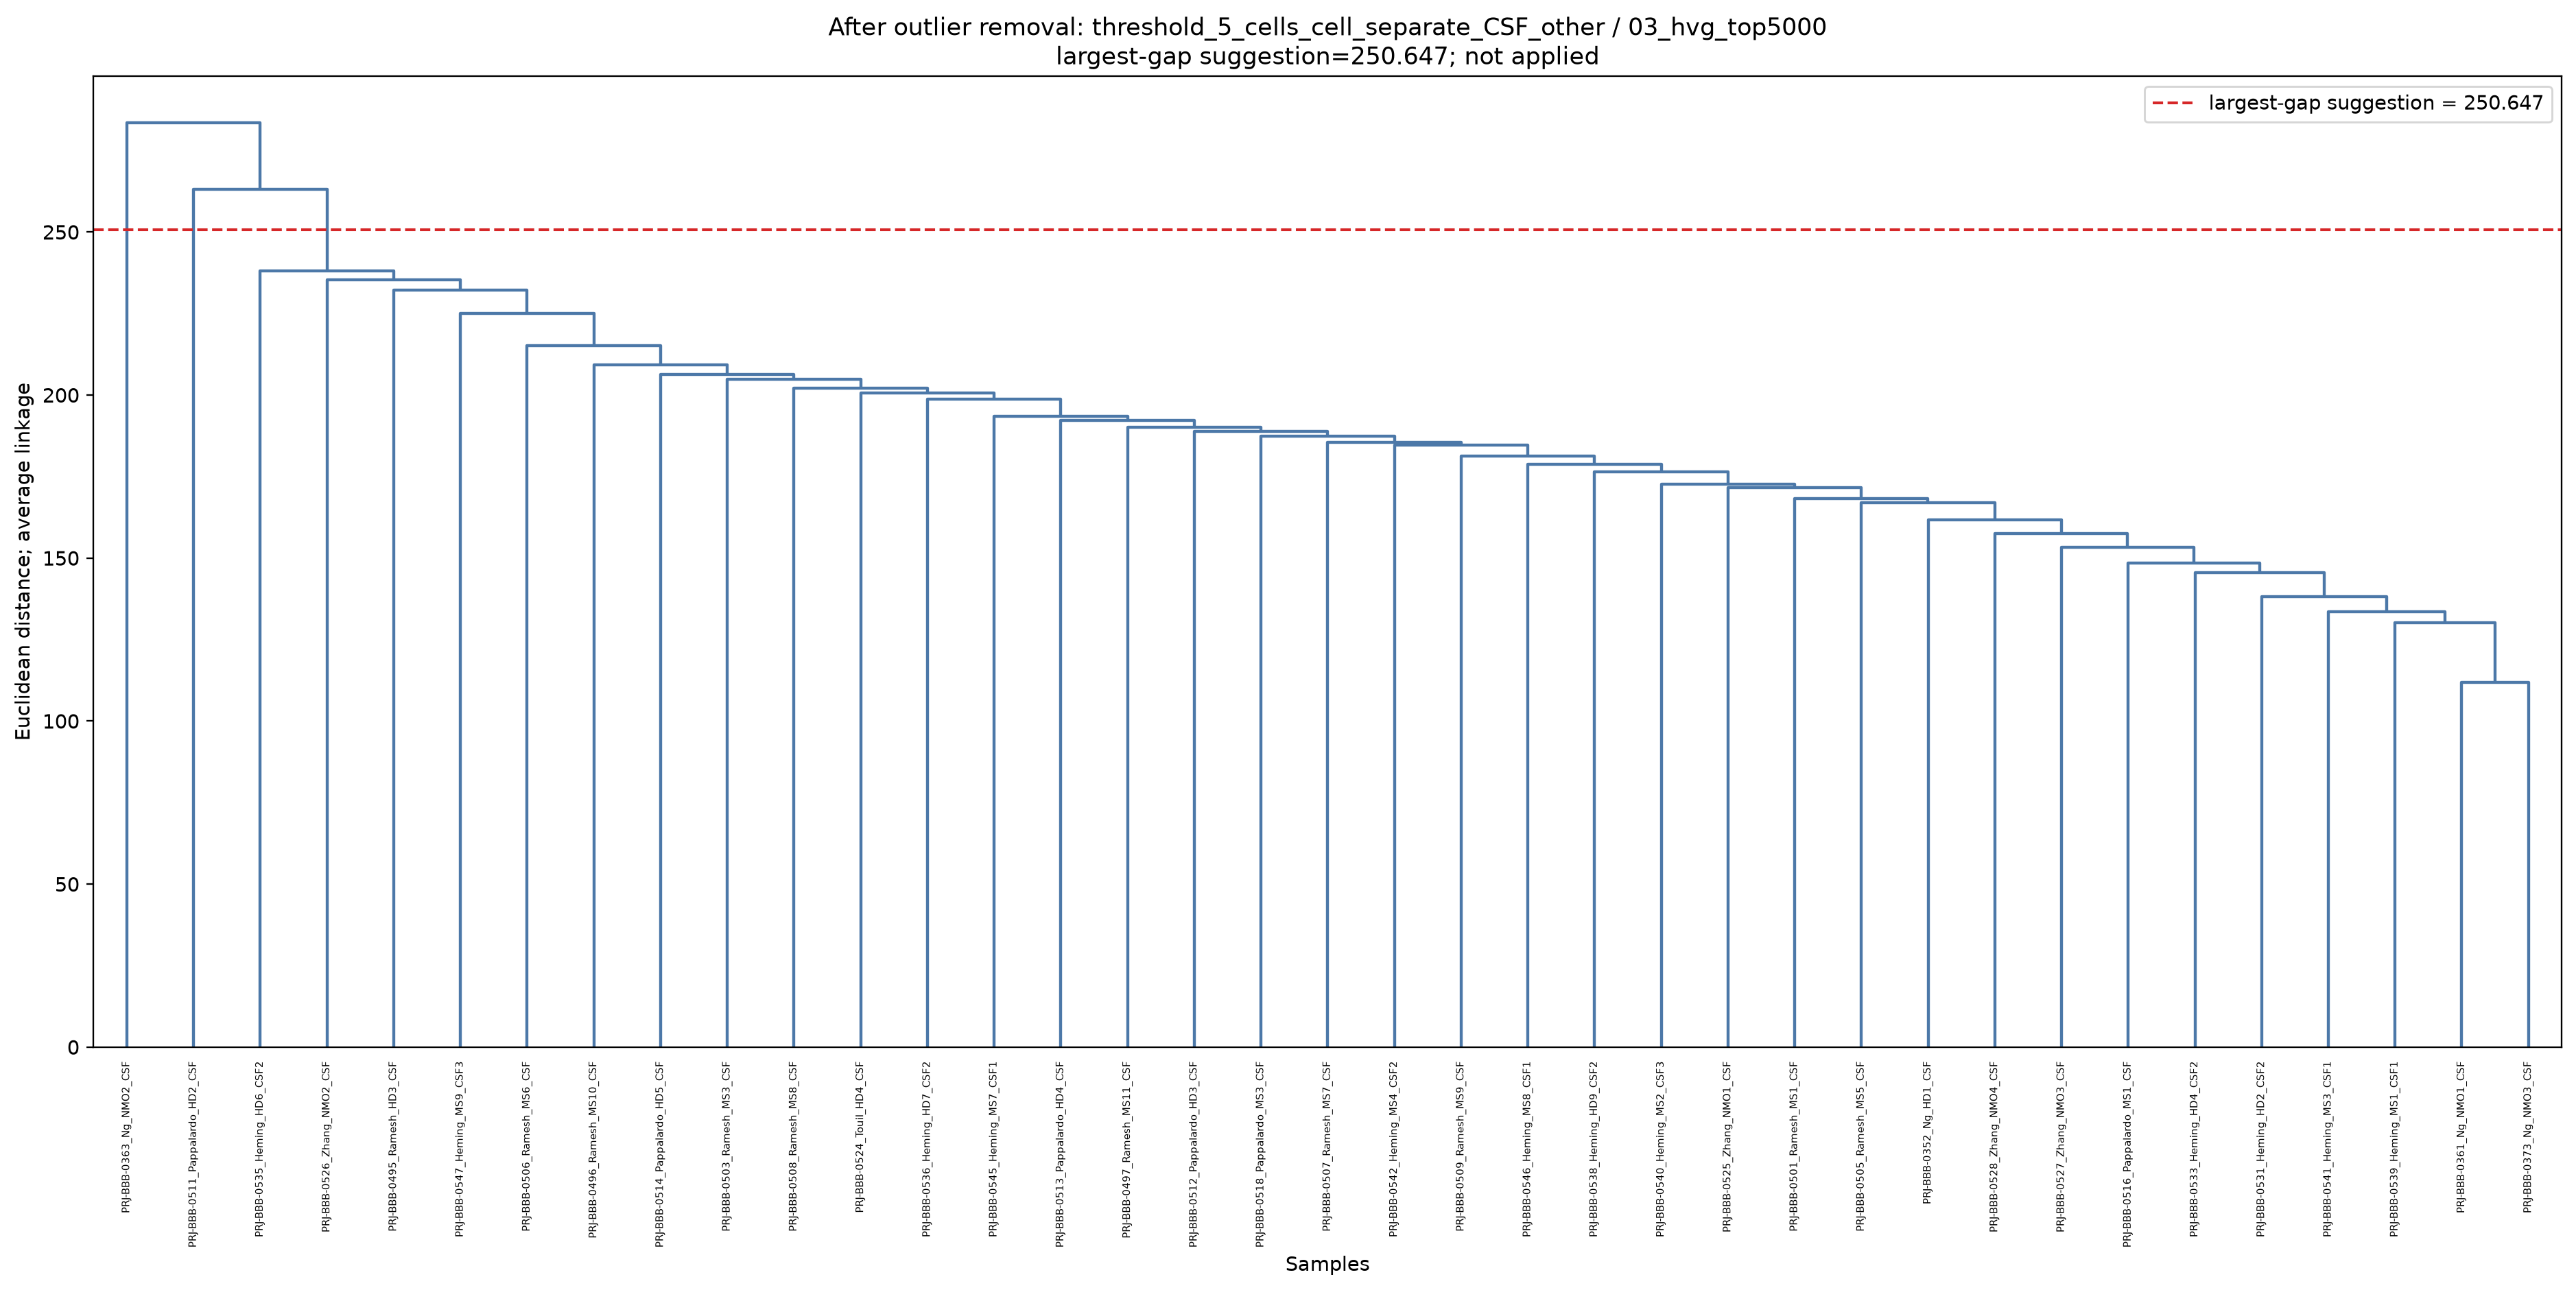 After outlier removal: threshold_5_cells_cell_separate_CSF_other / 03_hvg_top5000
largest-gap suggestion=250.647; not applied
largest-gap suggestion = 250.647
Euclidean distance; average linkage
250
200
150
100
50
0
PRJ-BBB-0363_Ng_NMO2_CSF
PRJ-BBB-0511_Pappalardo_HD2_CSF
PRJ-BBB-0535_Heming_HD6_CSF2
PRJ-BBB-0526_Zhang_NMO2_CSF
PRJ-BBB-0495_Ramesh_HD3_CSF
PRJ-BBB-0547_Heming_MS9_CSF3
PRJ-BBB-0506_Ramesh_MS6_CSF
PRJ-BBB-0496_Ramesh_MS10_CSF
PRJ-BBB-0514_Pappalardo_HD5_CSF
PRJ-BBB-0503_Ramesh_MS3_CSF
PRJ-BBB-0508_Ramesh_MS8_CSF
PRJ-BBB-0524_Touil_HD4_CSF
PRJ-BBB-0536_Heming_HD7_CSF2
PRJ-BBB-0545_Heming_MS7_CSF1
PRJ-BBB-0513_Pappalardo_HD4_CSF
PRJ-BBB-0497_Ramesh_MS11_CSF
PRJ-BBB-0512_Pappalardo_HD3_CSF
PRJ-BBB-0518_Pappalardo_MS3_CSF
PRJ-BBB-0507_Ramesh_MS7_CSF
PRJ-BBB-0542_Heming_MS4_CSF2
PRJ-BBB-0509_Ramesh_MS9_CSF
PRJ-BBB-0546_Heming_MS8_CSF1
PRJ-BBB-0538_Heming_HD9_CSF2
PRJ-BBB-0540_Heming_MS2_CSF3
PRJ-BBB-0525_Zhang_NMO1_CSF
PRJ-BBB-0501_Ramesh_MS1_CSF
PRJ-BBB-0505_Ramesh_MS5_CSF
PRJ-BBB-0352_Ng_HD1_CSF
PRJ-BBB-0528_Zhang_NMO4_CSF
PRJ-BBB-0527_Zhang_NMO3_CSF
PRJ-BBB-0516_Pappalardo_MS1_CSF
PRJ-BBB-0533_Heming_HD4_CSF2
PRJ-BBB-0531_Heming_HD2_CSF2
PRJ-BBB-0541_Heming_MS3_CSF1
PRJ-BBB-0539_Heming_MS1_CSF1
PRJ-BBB-0361_Ng_NMO1_CSF
PRJ-BBB-0373_Ng_NMO3_CSF
Samples